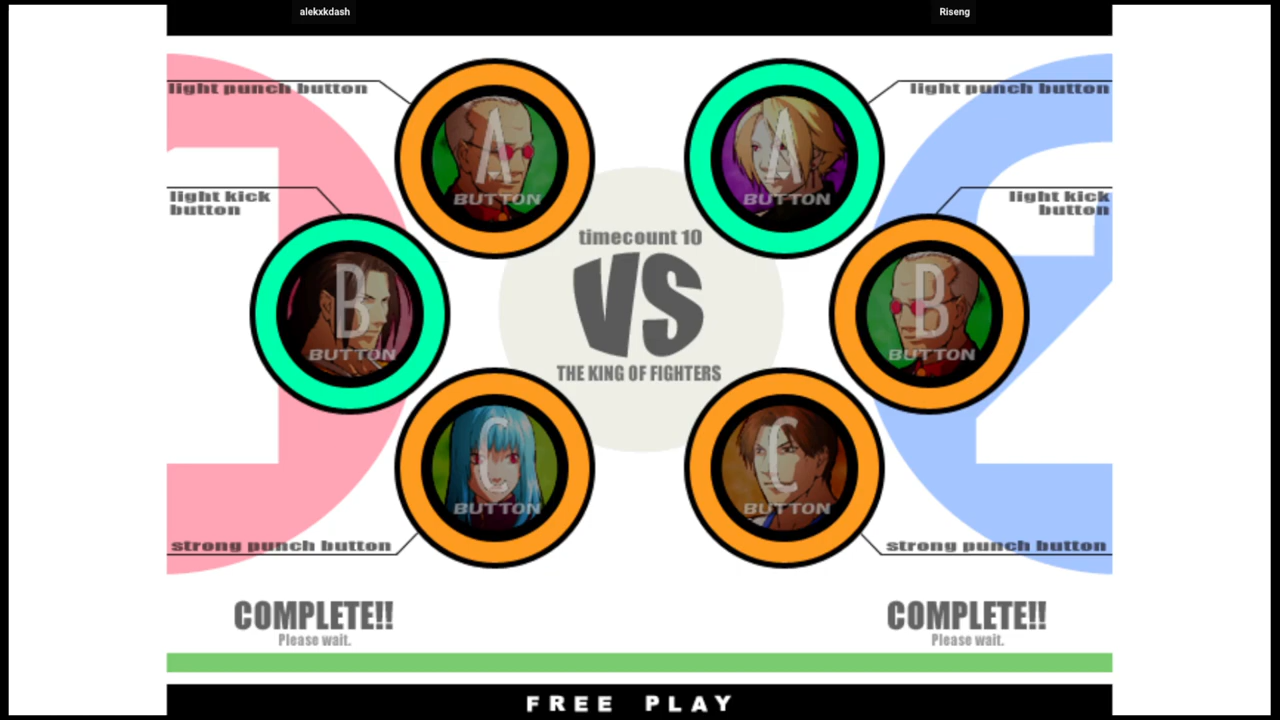 alekxkdash
Riseng
light punch button
light punch button
A
BUTTON
A
BUTTON
light kick
button
light kick
button
timecount 10
VS
THE KING OF FIGHTERS
B
BUTTON
B
BUTTON
C
BUTTON
C
BUTTON
strong punch button
strong punch button
1
2
COMPLETE!!
Please wait.
COMPLETE!!
Please wait.
FREE PLAY